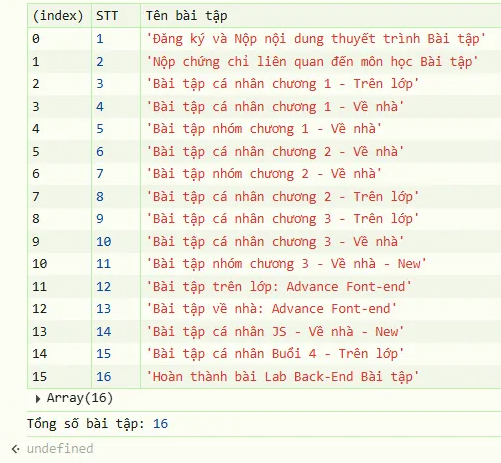 (index) STT Tên bài tập
0 1 'Đăng ký và Nộp nội dung thuyết trình Bài tập'
1 2 'Nộp chứng chỉ liên quan đến môn học Bài tập'
2 3 'Bài tập cá nhân chương 1 - Trên lớp'
3 4 'Bài tập cá nhân chương 1 - Về nhà'
4 5 'Bài tập nhóm chương 1 - Về nhà'
5 6 'Bài tập cá nhân chương 2 - Về nhà'
6 7 'Bài tập nhóm chương 2 - Về nhà'
7 8 'Bài tập cá nhân chương 2 - Trên lớp'
8 9 'Bài tập cá nhân chương 3 - Trên lớp'
9 10 'Bài tập cá nhân chương 3 - Về nhà'
10 11 'Bài tập nhóm chương 3 - Về nhà - New'
11 12 'Bài tập trên lớp: Advance Font-end'
12 13 'Bài tập về nhà: Advance Font-end'
13 14 'Bài tập cá nhân JS - Về nhà - New'
14 15 'Bài tập cá nhân Buổi 4 - Trên lớp'
15 16 'Hoàn thành bài Lab Back-End Bài tập'
Array(16)
Tổng số bài tập: 16
undefined